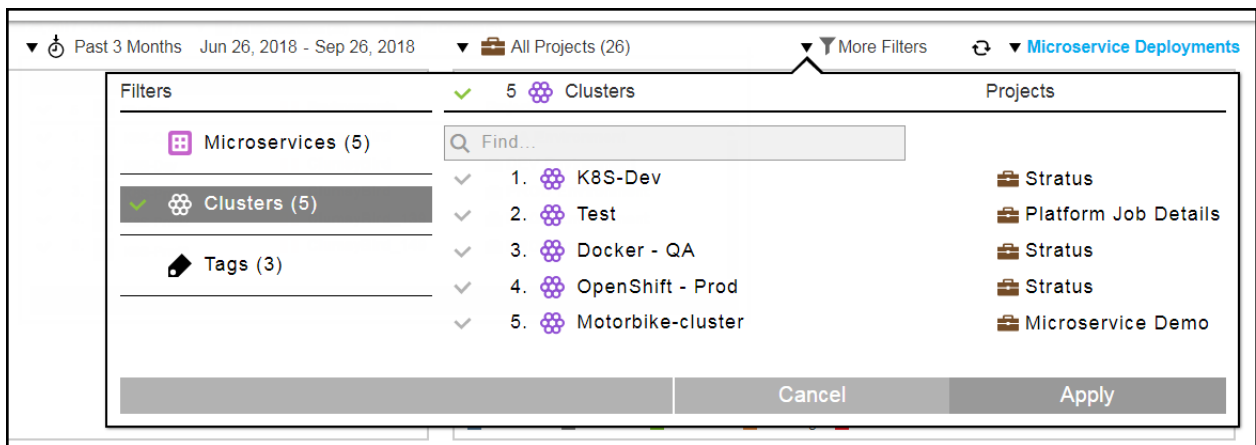 Past 3 Months Jun 26, 2018 - Sep 26, 2018 All Projects (26) More Filters Microservice Deployments
Filters 5 Clusters Projects
Microservices (5) Find...
Clusters (5)
Tags (3)
1. K8S-Dev Stratus
2. Test Platform Job Details
3. Docker - QA Stratus
4. OpenShift - Prod Stratus
5. Motorbike-cluster Microservice Demo
Cancel Apply